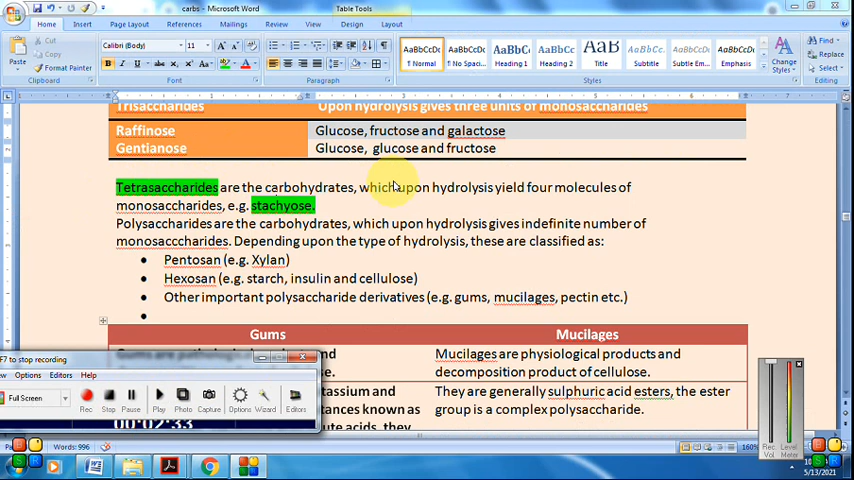 carbs - Microsoft Word
Table Tools
Home Insert Page Layout References Mailings Review View Design Layout
Paste
Cut
Copy
Format Painter
Clipboard
Calibri (Body)
11
Font
Paragraph
AaBbCcDc
¶ Normal
AaBbCcDc
¶ No Spaci...
AaBbC
Heading 1
AaBbCc
Heading 2
AaB
Title
AaBbCc.
Subtitle
AaBbCcDc
Subtle Em...
AaBbCcDc
Emphasis
Change
Styles
Styles
Find
Replace
Select
Editing
Trisaccharides Upon hydrolysis gives three units of monosaccharides
Raffinose Glucose, fructose and galactose
Gentianose Glucose, glucose and fructose
Tetrasaccharides are the carbohydrates, which upon hydrolysis yield four molecules of
monosaccharides, e.g. stachyose.
Polysaccharides are the carbohydrates, which upon hydrolysis gives indefinite number of
monosacccharides. Depending upon the type of hydrolysis, these are classified as:
• Pentosan (e.g. Xylan)
• Hexosan (e.g. starch, insulin and cellulose)
• Other important polysaccharide derivatives (e.g. gums, mucilages, pectin etc.)
•
Gums Mucilages
Mucilages are physiological products and
decomposition product of cellulose.
They are generally sulphuric acid esters, the ester
group is a complex polysaccharide.
F7 to stop recording
Options Editors Help
Full Screen
Rec
Stop
Pause
Play
Photo
Capture
Options
Wizard
Editors
00:02:33
Rec.
Vol
Level
Meter
Words: 996
160%
5/13/2021